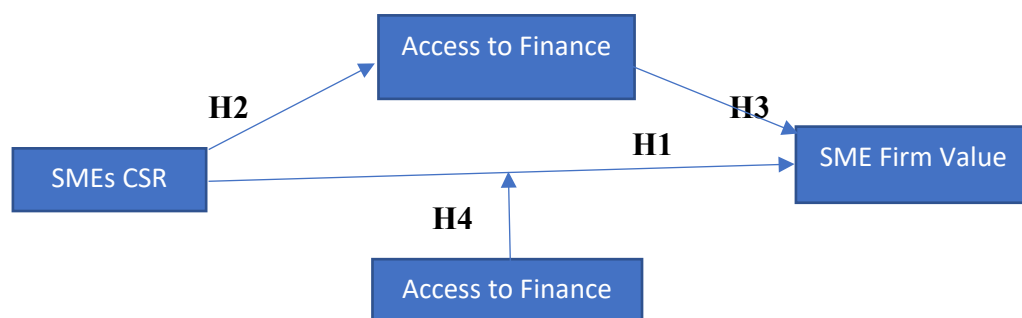 Access to Finance
H2
H3
H1
SME Firm Value
SMEs CSR
H4
Access to Finance